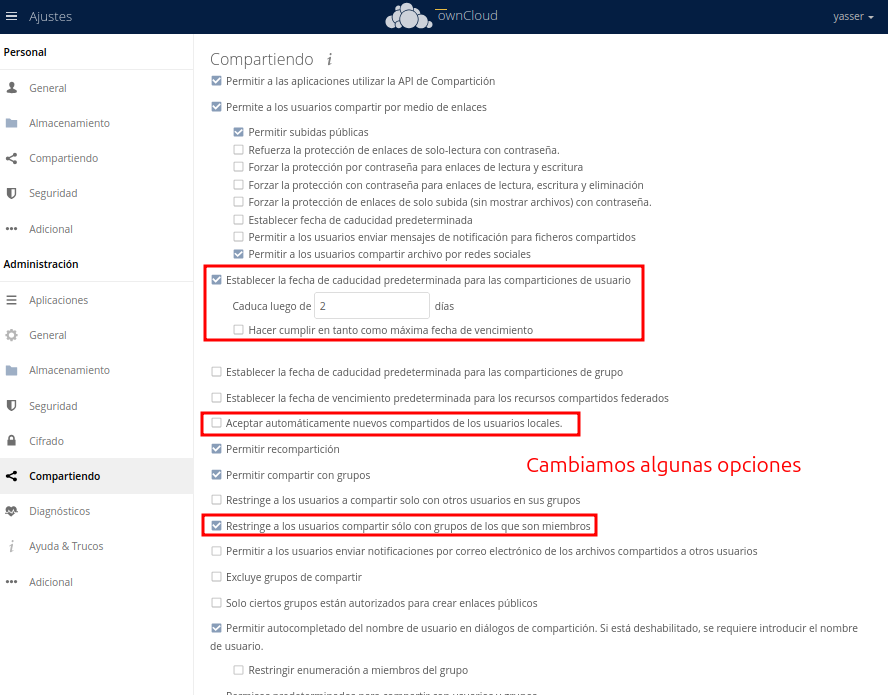 Ajustes
ownCloud
yasser
Personal
General
Almacenamiento
Compartiendo
Seguridad
Adicional
Administración
Aplicaciones
General
Almacenamiento
Seguridad
Cifrado
Compartiendo
Diagnósticos
Ayuda & Trucos
Adicional
Compartiendo i
Permitir a las aplicaciones utilizar la API de Compartición
Permite a los usuarios compartir por medio de enlaces
Permitir subidas públicas
Refuerza la protección de enlaces de solo-lectura con contraseña.
Forzar la protección por contraseña para enlaces de lectura y escritura
Forzar la protección con contraseña para enlaces de lectura, escritura y eliminación
Forzar la protección de enlaces de solo subida (sin mostrar archivos) con contraseña.
Establecer fecha de caducidad predeterminada
Permitir a los usuarios enviar mensajes de notificación para ficheros compartidos
Permitir a los usuarios compartir archivo por redes sociales
Establecer la fecha de caducidad predeterminada para las comparticiones de usuario
Caduca luego de 2 días
Hacer cumplir en tanto como máxima fecha de vencimiento
Establecer la fecha de caducidad predeterminada para las comparticiones de grupo
Establecer la fecha de vencimiento predeterminada para los recursos compartidos federados
Aceptar automáticamente nuevos compartidos de los usuarios locales.
Permitir recompartición
Cambiamos algunas opciones
Permitir compartir con grupos
Restringe a los usuarios a compartir solo con otros usuarios en sus grupos
Restringe a los usuarios compartir sólo con grupos de los que son miembros
Permitir a los usuarios enviar notificaciones por correo electrónico de los archivos compartidos a otros usuarios
Excluye grupos de compartir
Solo ciertos grupos están autorizados para crear enlaces públicos
Permitir autocompletado del nombre de usuario en diálogos de compartición. Si está deshabilitado, se requiere introducir el nombre
de usuario.
Restringir enumeración a miembros del grupo